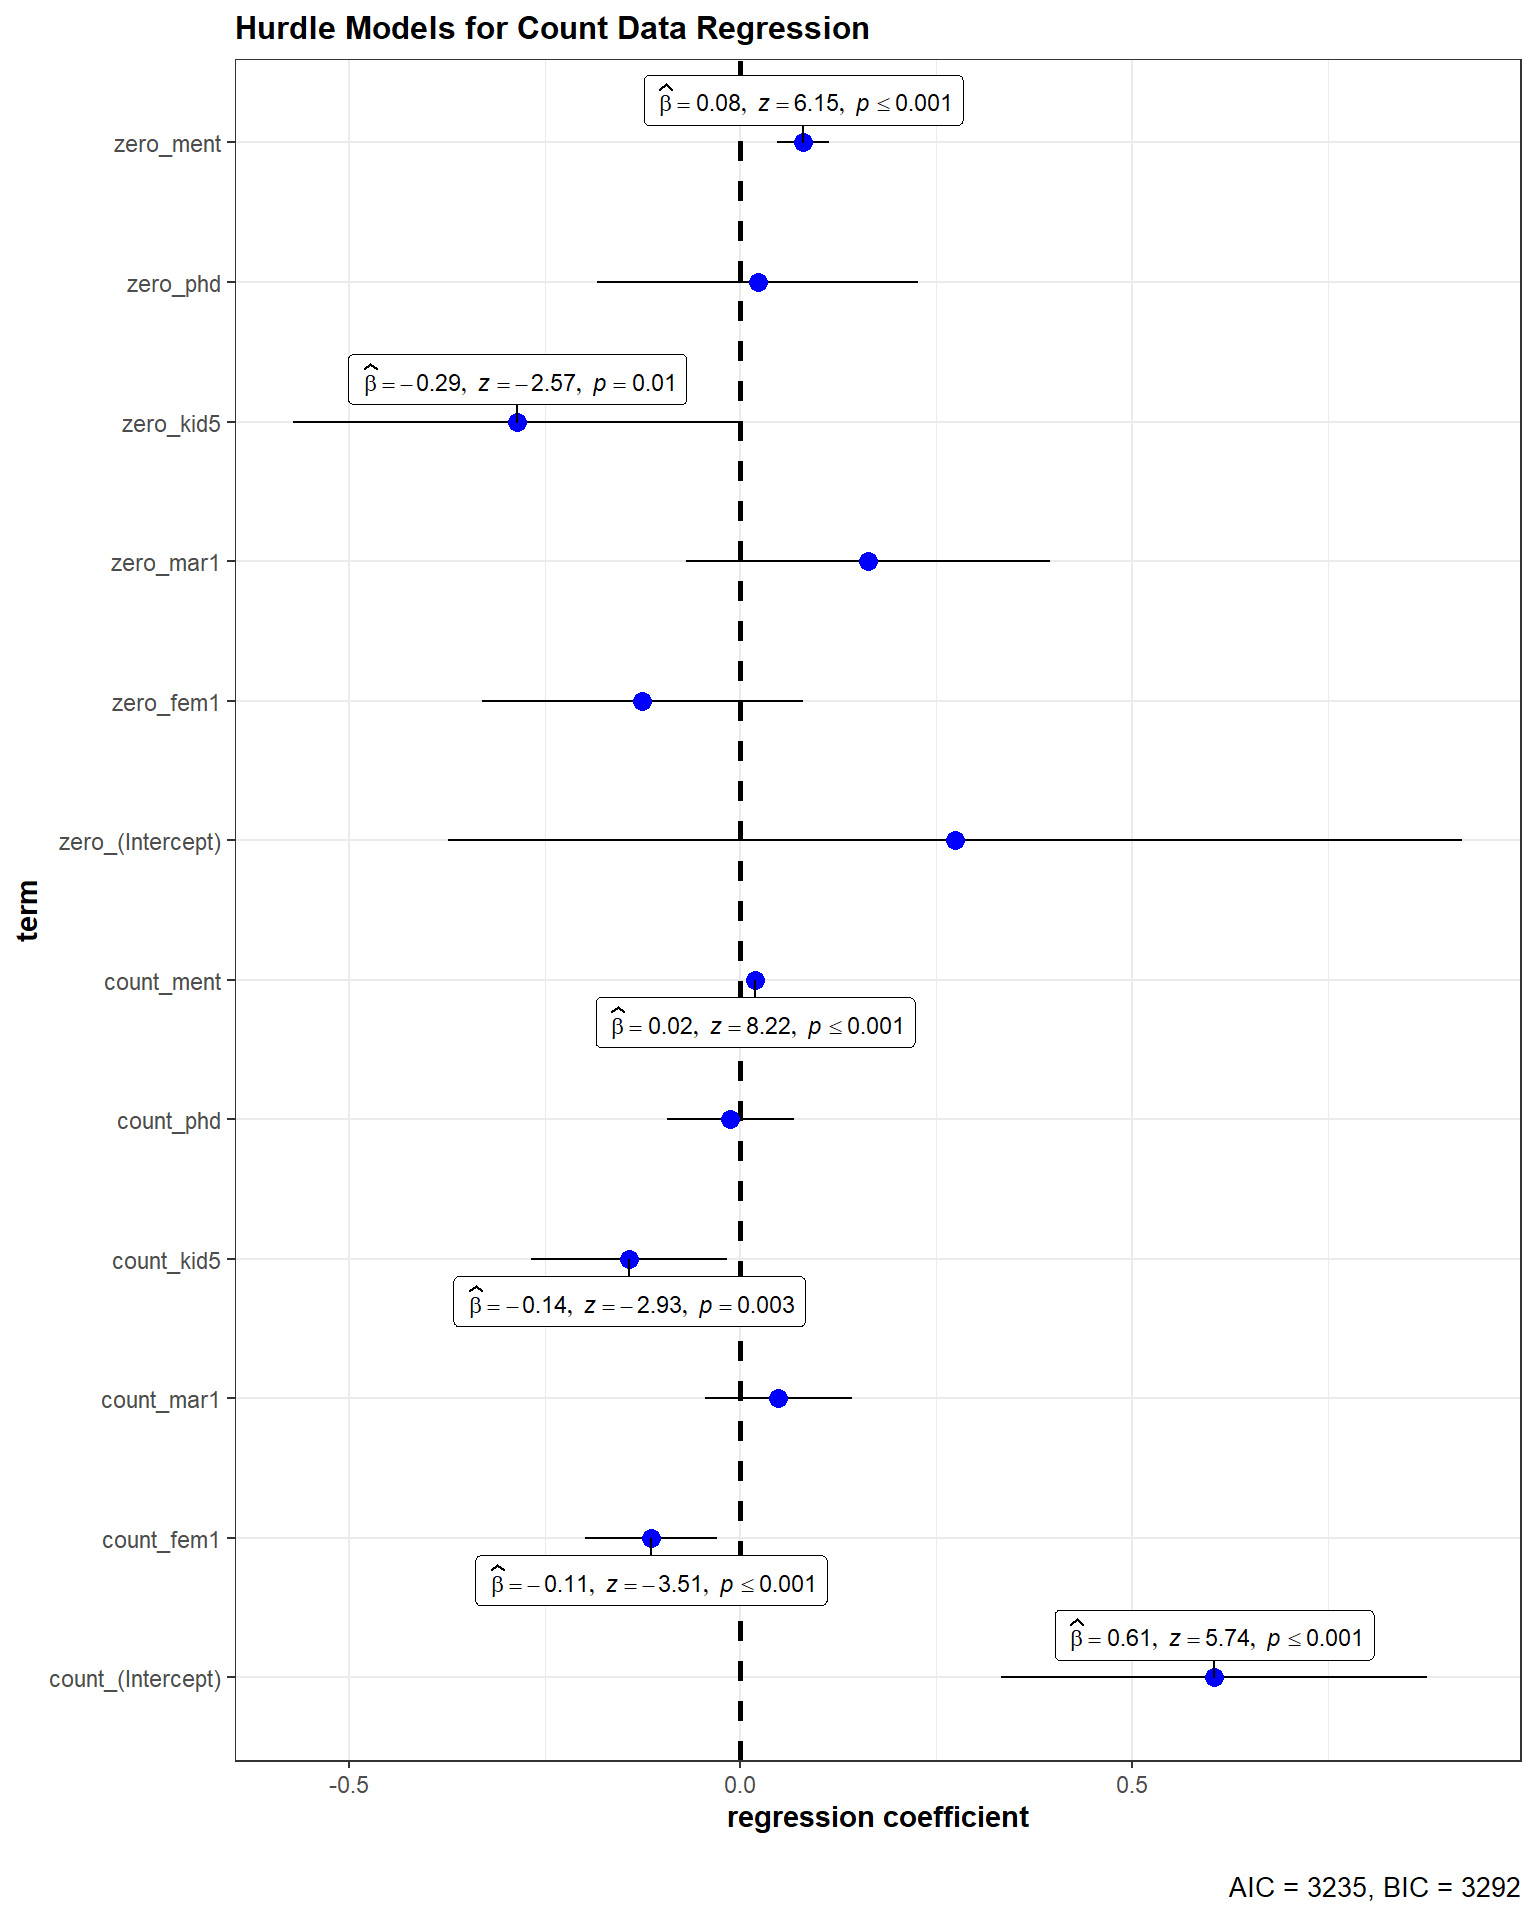 Hurdle Models for Count Data Regression
β̂ = 0.08, z = 6.15, p ≤ 0.001
zero_ment
zero_phd
β̂ = −0.29, z = −2.57, p = 0.01
zero_kid5
zero_mar1
zero_fem1
zero_(Intercept)
term
count_ment
β̂ = 0.02, z = 8.22, p ≤ 0.001
count_phd
count_kid5
β̂ = −0.14, z = −2.93, p = 0.003
count_mar1
count_fem1
β̂ = −0.11, z = −3.51, p ≤ 0.001
β̂ = 0.61, z = 5.74, p ≤ 0.001
count_(Intercept)
-0.5 0.0 0.5
regression coefficient
AIC = 3235, BIC = 3292